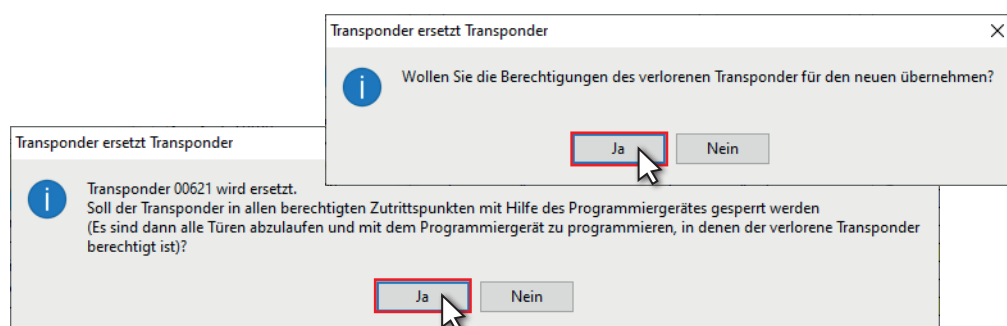 Transponder ersetzt Transponder
Wollen Sie die Berechtigungen des verlorenen Transponder für den neuen übernehmen?
Ja
Nein
Transponder ersetzt Transponder
Transponder 00621 wird ersetzt.
Soll der Transponder in allen berechtigten Zutrittspunkten mit Hilfe des Programmiergerätes gesperrt werden
(Es sind dann alle Türen abzulaufen und mit dem Programmiergerät zu programmieren, in denen der verlorene Transponder
berechtigt ist)?
Ja
Nein